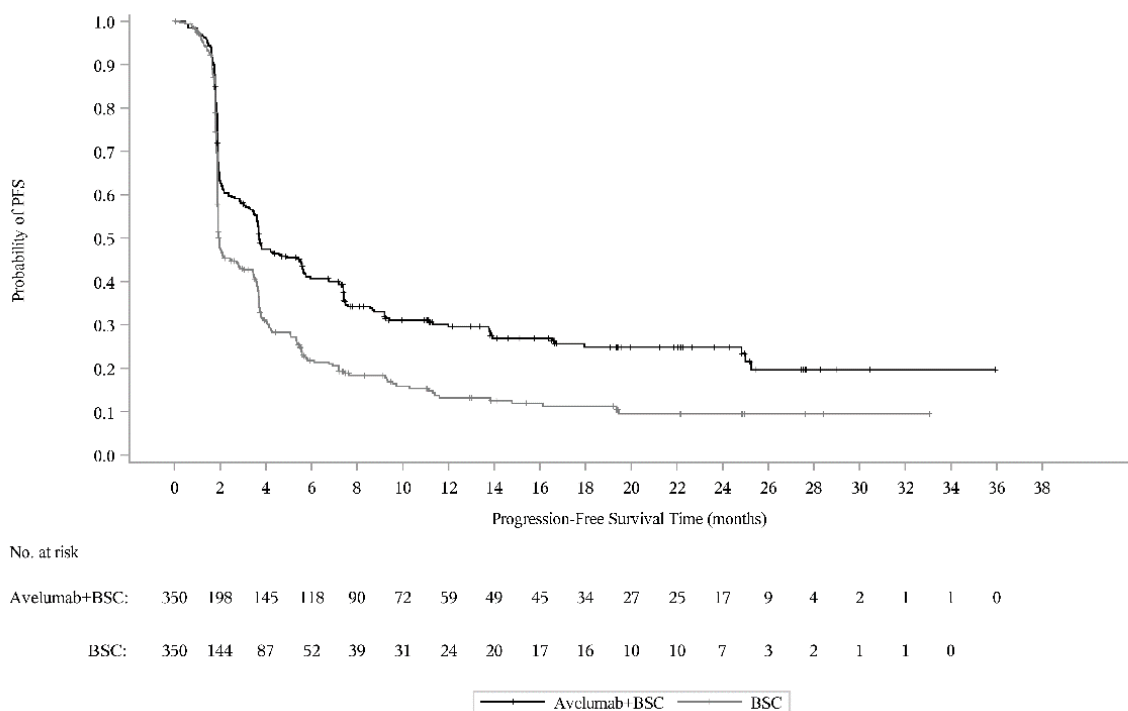 1.0
0.9
0.8
0.7
0.6
0.5
0.4
0.3
0.2
0.1
0.0
Probability of PFS
0 2 4 6 8 10 12 14 16 18 20 22 24 26 28 30 32 34 36 38
Progression-Free Survival Time (months)
No. at risk
Avelumab+BSC: 350 198 145 118 90 72 59 49 45 34 27 25 17 9 4 2 1 1 0
BSC: 350 144 87 52 39 31 24 20 17 16 10 10 7 3 2 1 1 0
Avelumab+BSC BSC